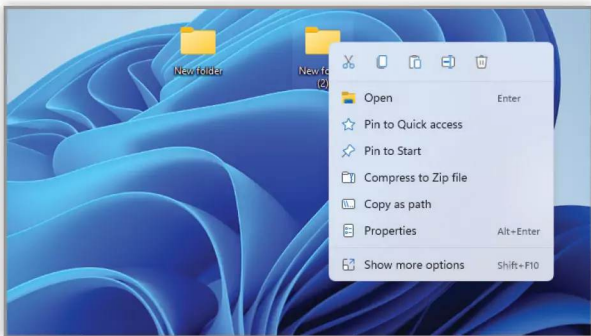 New folder
New fo
(2)
Open Enter
Pin to Quick access
Pin to Start
Compress to Zip file
Copy as path
Properties Alt+Enter
Show more options Shift+F10